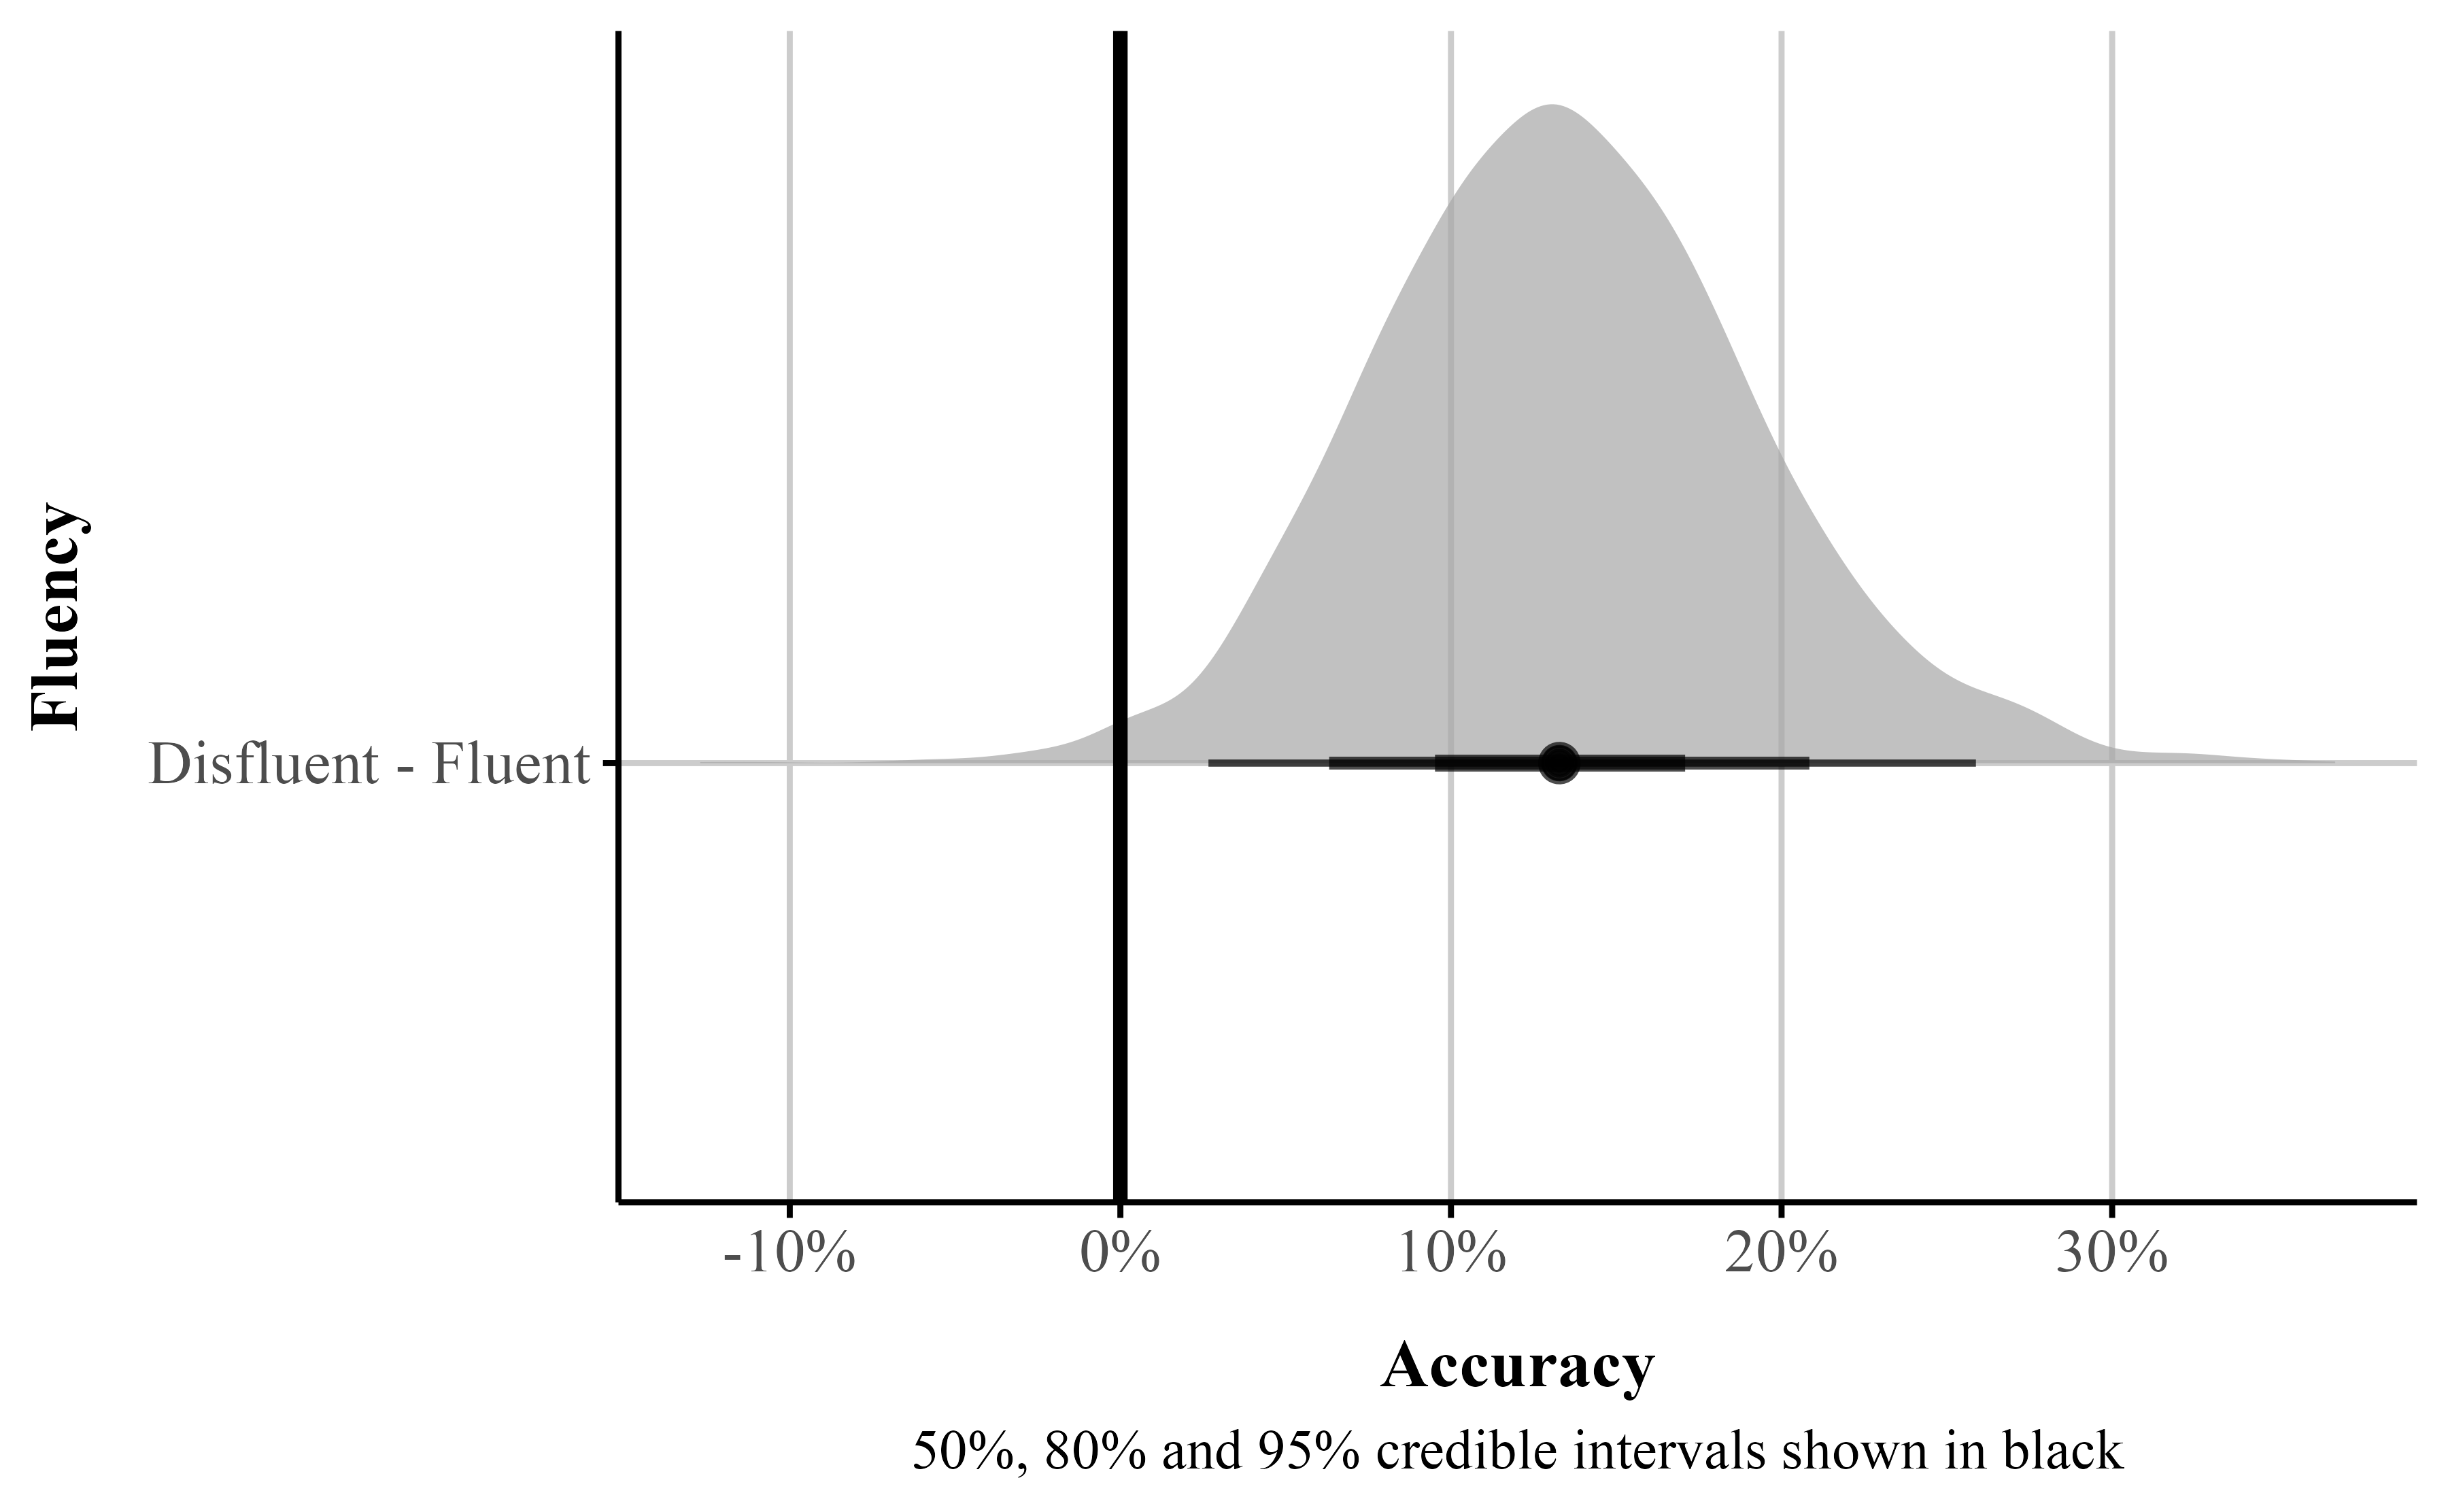 Fluency
Disfluent - Fluent
-10% 0% 10% 20% 30%
Accuracy
50%, 80% and 95% credible intervals shown in black